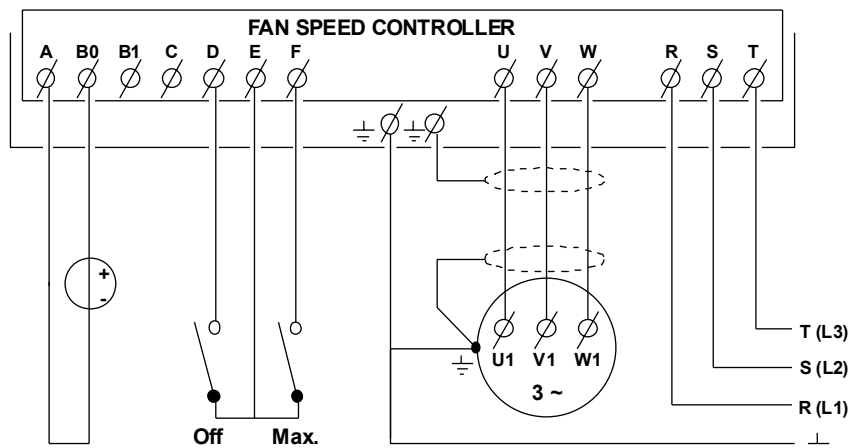 FAN SPEED CONTROLLER
A B0 B1 C D E F U V W R S T
+
-
U1 V1 W1
3 ~
T (L3)
S (L2)
R (L1)
Off Max.